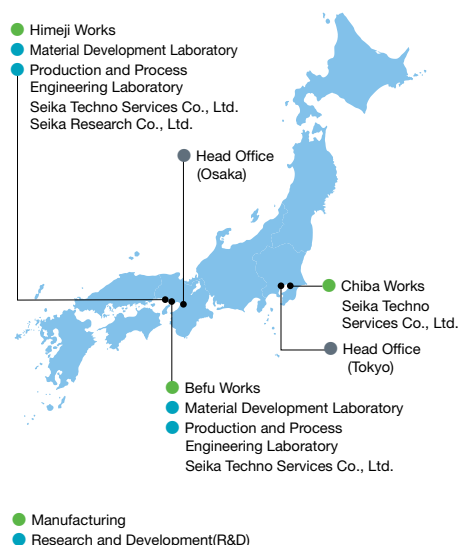 Himeji Works
Material Development Laboratory
Production and Process
Engineering Laboratory
Seika Techno Services Co., Ltd.
Seika Research Co., Ltd.
Head Office
(Osaka)
Chiba Works
Seika Techno
Services Co., Ltd.
Head Office
(Tokyo)
Befu Works
Material Development Laboratory
Production and Process
Engineering Laboratory
Seika Techno Services Co., Ltd.
Manufacturing
Research and Development(R&D)